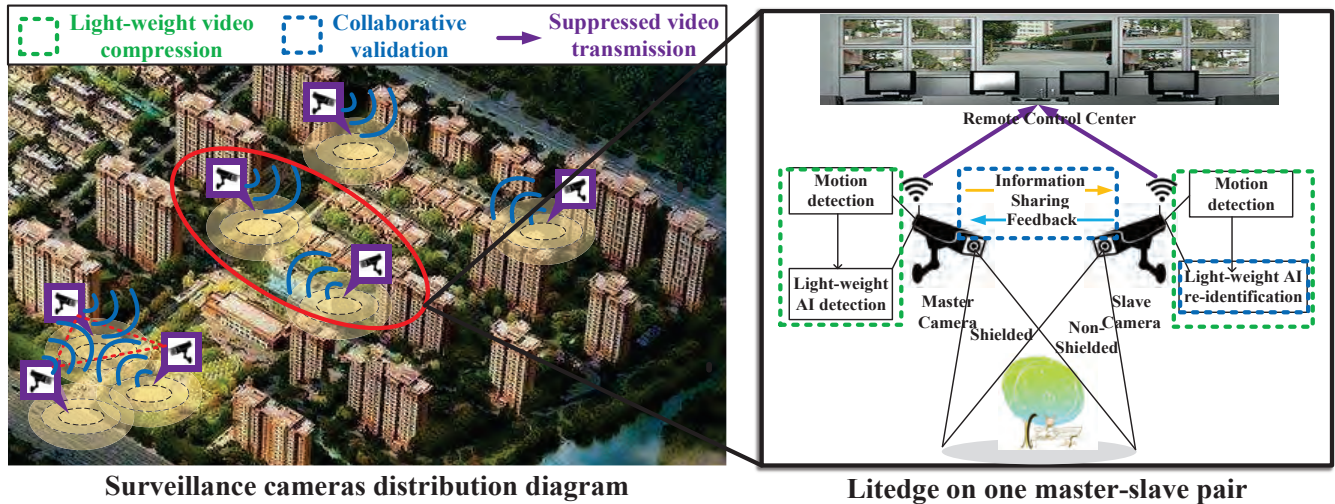 Light-weight video
compression
Collaborative
validation
Suppressed video
transmission
Surveillance cameras distribution diagram
Remote Control Center
Motion
detection
Light-weight
AI detection
Information
Sharing
Feedback
Motion
detection
Light-weight AI
re-identification
Master
Camera
Slave
Camera
Shielded
Non-
Shielded
Litedge on one master-slave pair